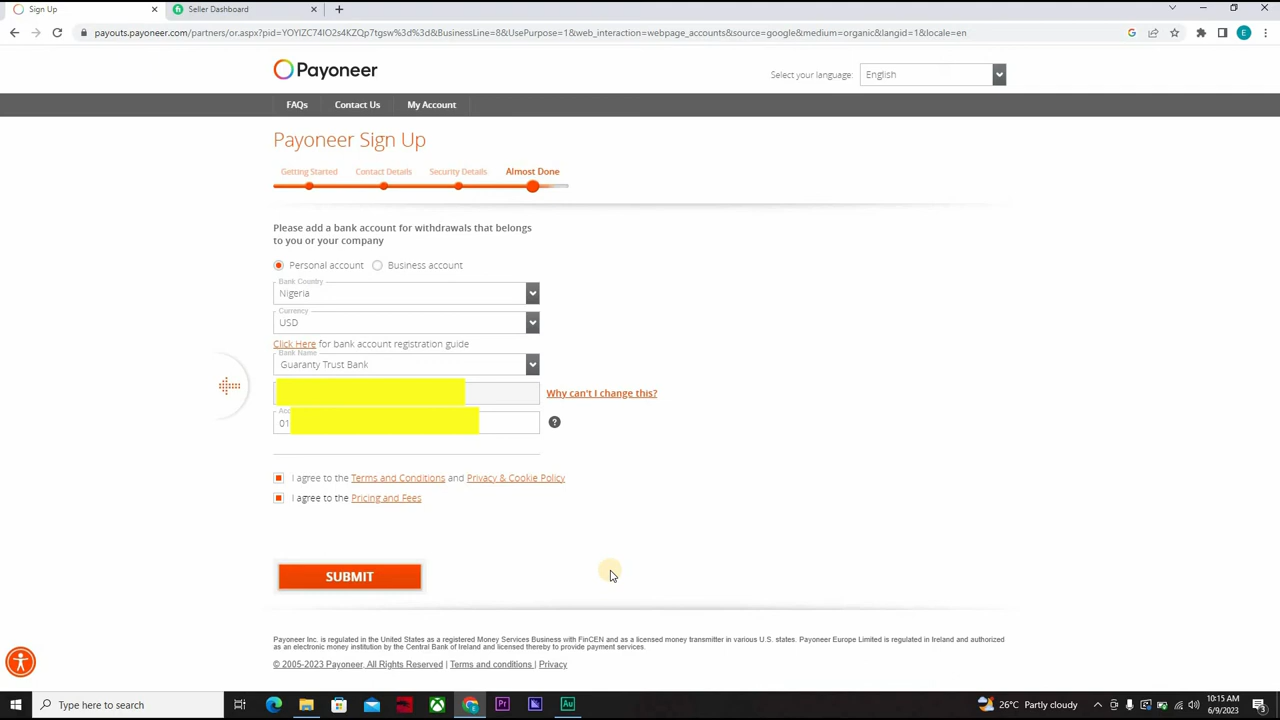 Sign Up
Seller Dashboard
payouts.payoneer.com/partners/or.aspx?pid=YOYIZC74IO2s4KZQp7tgsw%3d%3d&BusinessLine=8&UsePurpose=1&web_interaction=webpage_accounts&source=google&medium=organic&langid=1&locale=en
E
Payoneer
Select your language:
English
FAQs
Contact Us
My Account
Payoneer Sign Up
Getting Started
Contact Details
Security Details
Almost Done
Please add a bank account for withdrawals that belongs
to you or your company
Personal account
Business account
Bank Country
Nigeria
Currency
USD
Click Here for bank account registration guide
Bank Name
Guaranty Trust Bank
Why can't I change this?
01
?
I agree to the Terms and Conditions and Privacy & Cookie Policy
I agree to the Pricing and Fees
SUBMIT
Payoneer Inc. is regulated in the United States as a registered Money Services Business with FinCEN and as a licensed money transmitter in various U.S. states. Payoneer Europe Limited is regulated in Ireland and authorized
as an electronic money institution by the Central Bank of Ireland and licensed thereby to provide payment services.
© 2005-2023 Payoneer, All Rights Reserved | Terms and conditions | Privacy
Type here to search
Pr
Au
26°C Partly cloudy
10:15 AM
6/9/2023